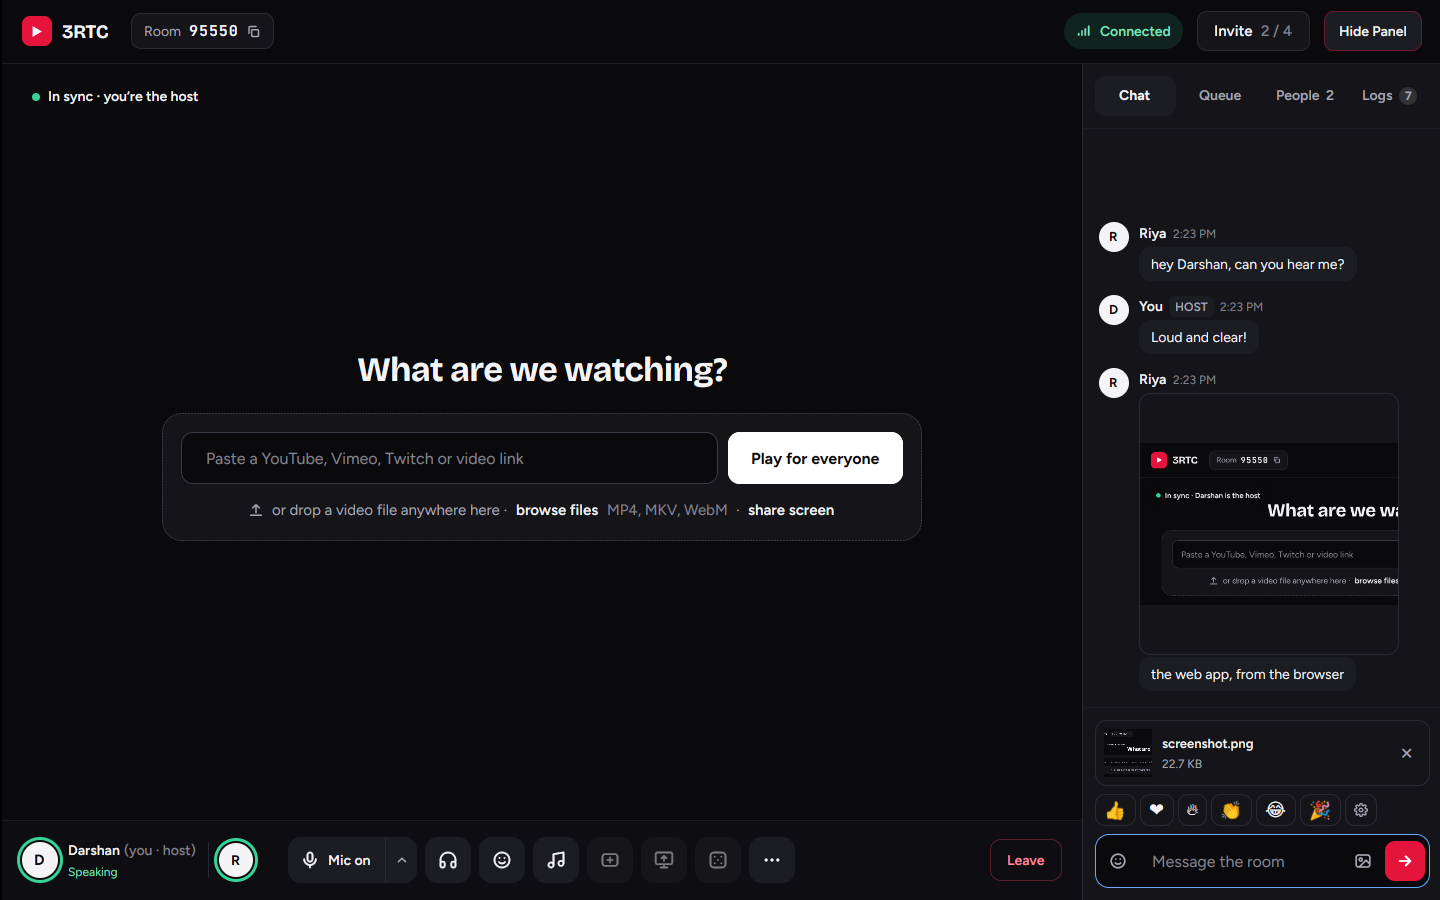 3RTC
Room 95550
Connected
Invite 2 / 4
Hide Panel
In sync · you're the host
What are we watching?
Paste a YouTube, Vimeo, Twitch or video link
Play for everyone
or drop a video file anywhere here · browse files MP4, MKV, WebM · share screen
D
Darshan (you · host)
Speaking
R
Mic on
Leave
Chat
Queue
People 2
Logs 7
R
Riya 2:23 PM
hey Darshan, can you hear me?
D
You HOST 2:23 PM
Loud and clear!
R
Riya 2:23 PM
3RTC
Room 95550
In sync · Darshan is the host
What are we wa
Paste a YouTube, Vimeo, Twitch or video link
or drop a video file anywhere here · browse files
the web app, from the browser
screenshot.png
22.7 KB
Message the room